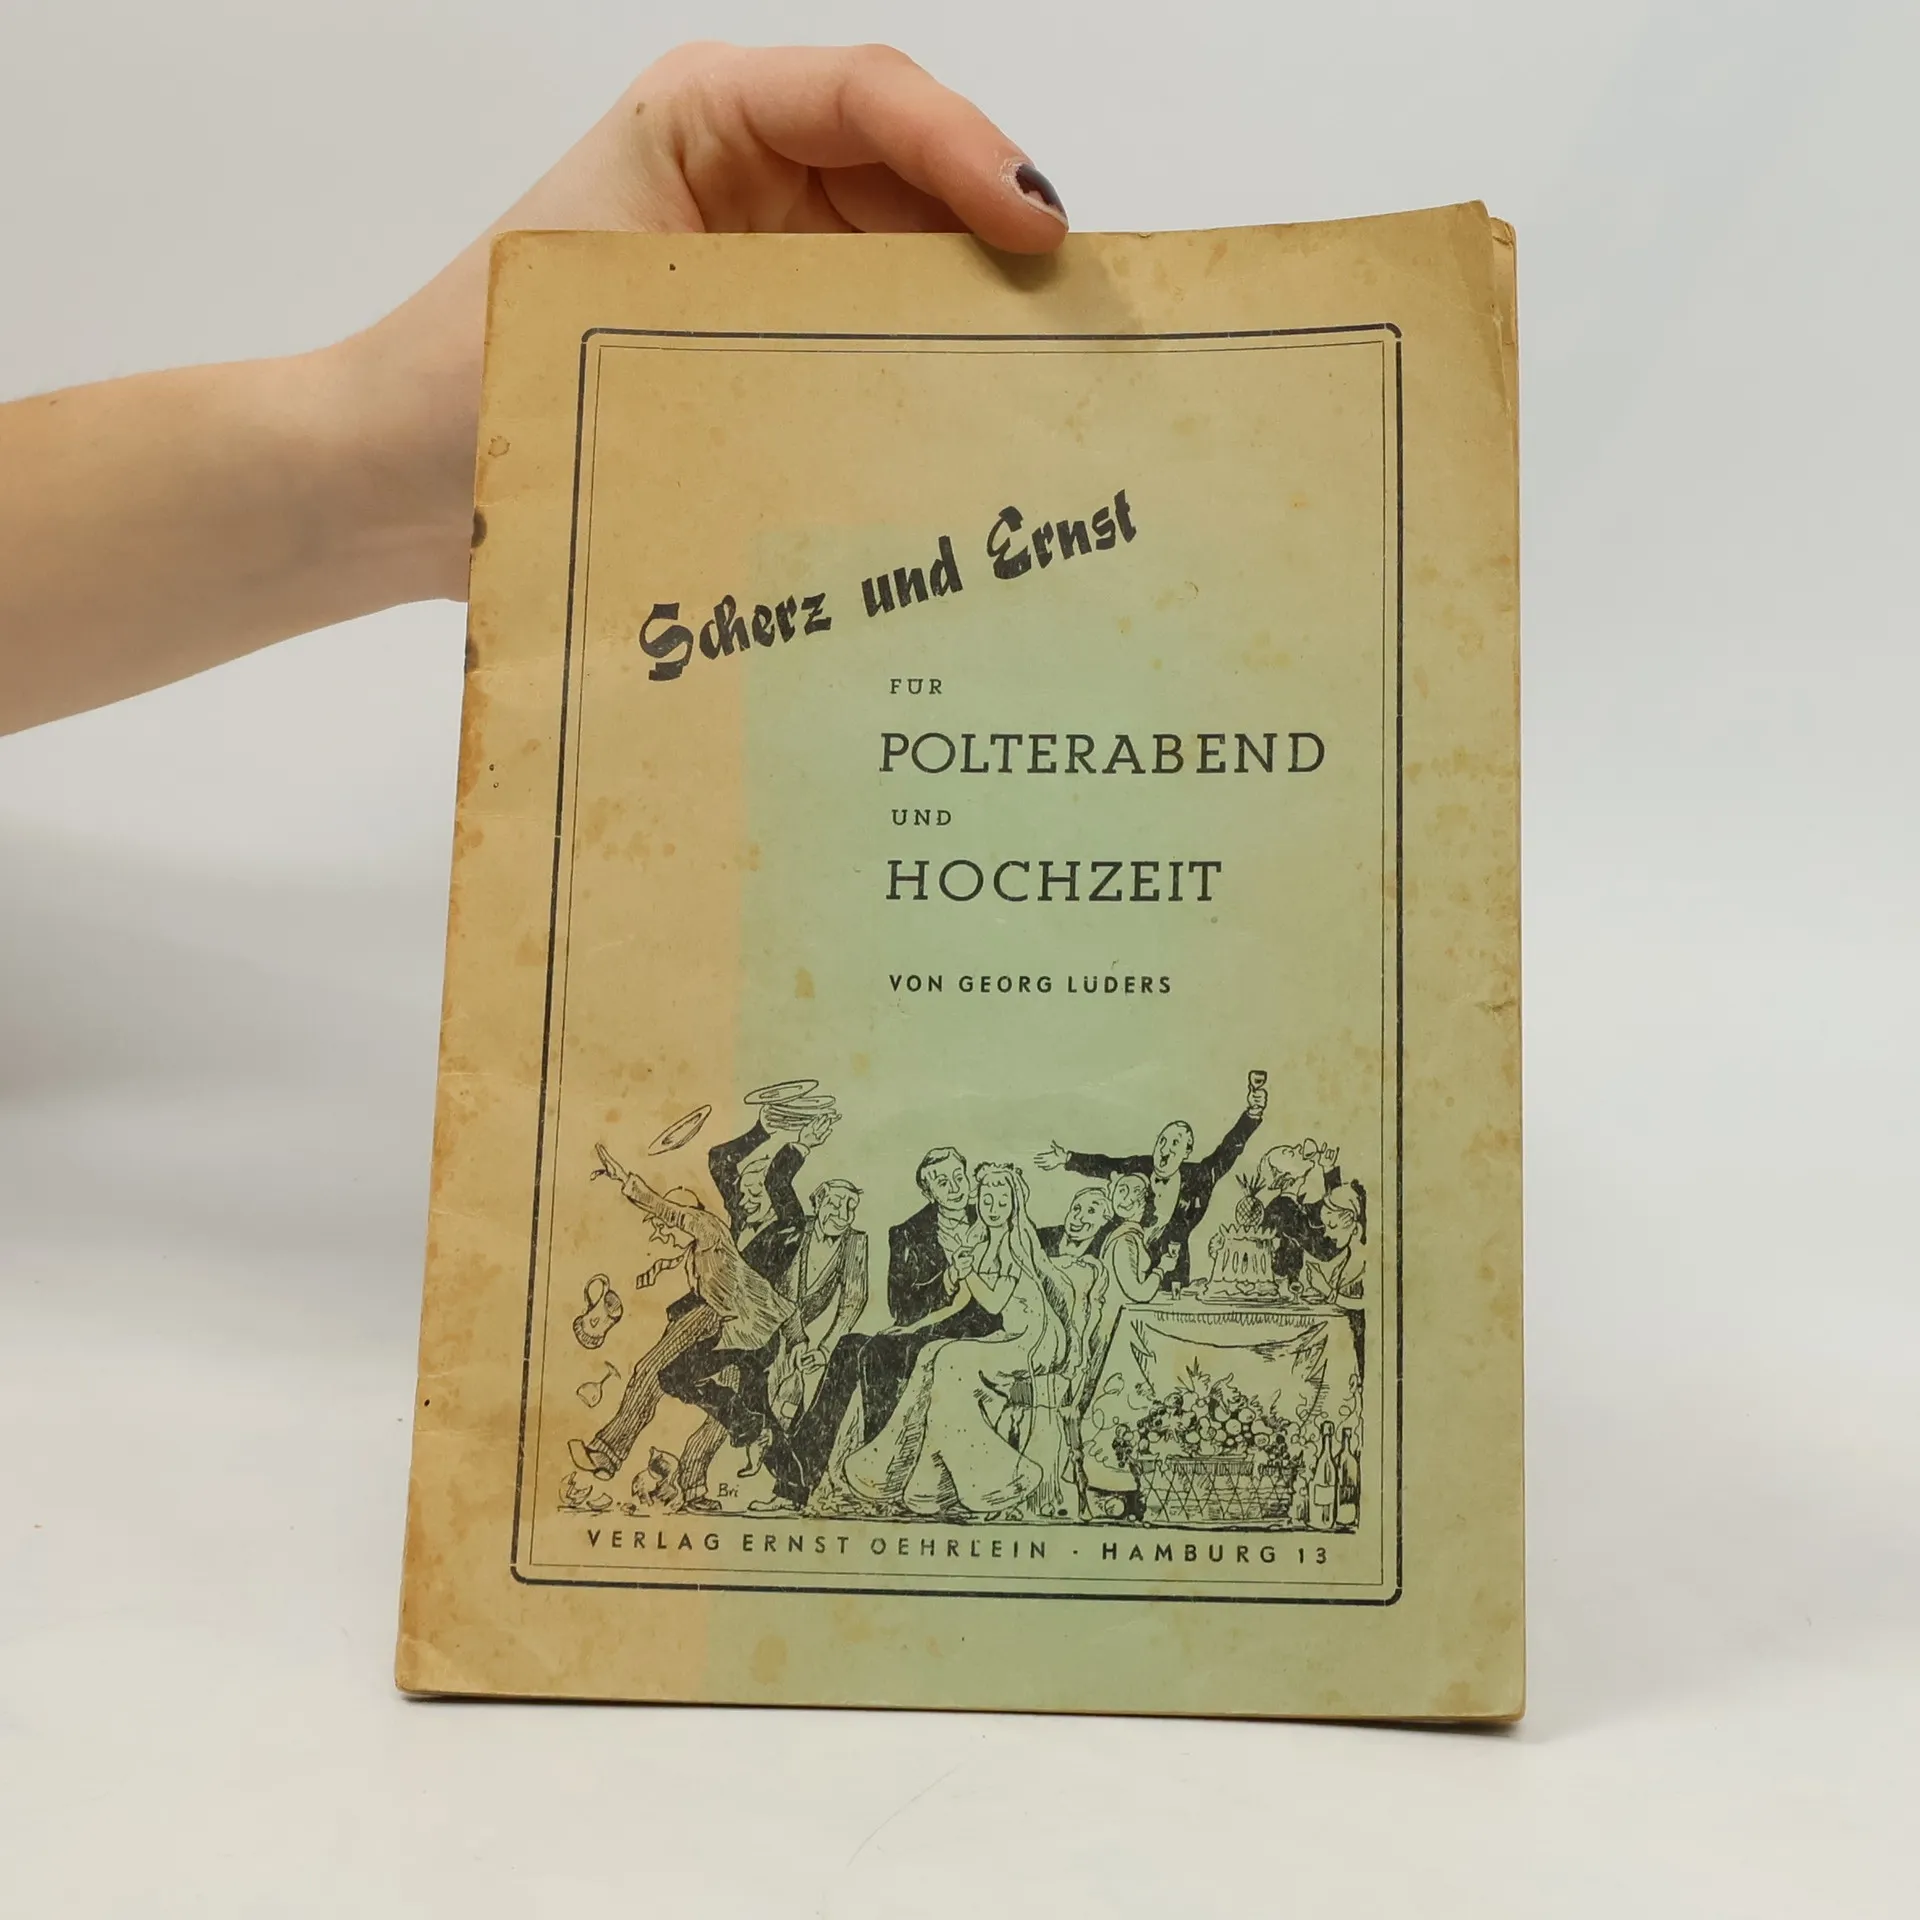 Scherz und Ernst
FÜR
POLTERABEND
UND
HOCHZEIT
VON GEORG LÜDERS
Bri
VERLAG ERNST OEHRLEIN · HAMBURG 13